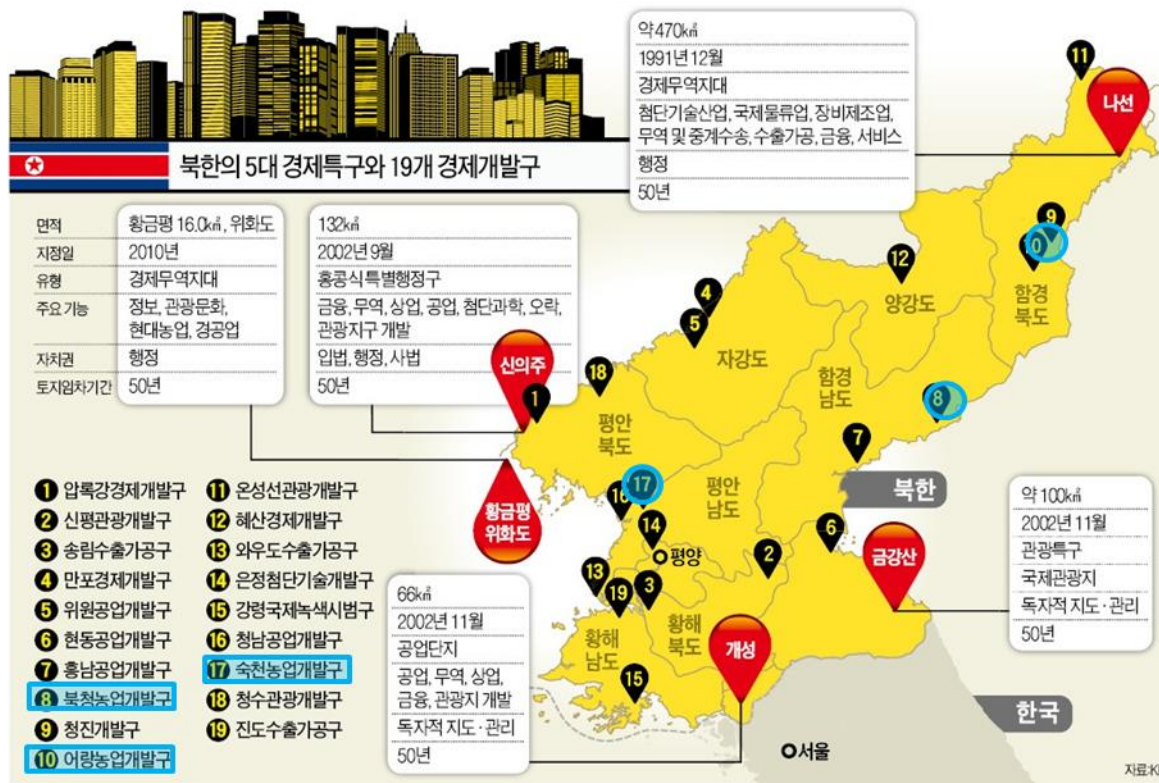 북한의 5대 경제특구와 19개 경제개발구
면적
지정일
유형
주요 기능
자치권
토지임차기간
황금평 16.0㎢, 위화도
2010년
경제무역지대
정보, 관광문화,
현대농업, 경공업
행정
50년
132㎢
2002년 9월
홍콩식 특별행정구
금융, 무역, 상업, 공업, 첨단과학, 오락,
관광지구 개발
입법, 행정, 사법
50년
약 470㎢
1991년 12월
경제무역지대
첨단기술산업, 국제물류업, 장비제조업,
무역 및 중계수송, 수출가공, 금융, 서비스
행정
50년
11
나선
9
10
함경
북도
12
양강도
4
5
자강도
함경
남도
8
7
신의주
18
1
평안
북도
17
16
평안
남도
북한
황금평
위화도
14
평양
2
6
금강산
13
19
3
황해
남도
황해
북도
개성
15
한국
서울
1 압록강경제개발구
2 신평관광개발구
3 송림수출가공구
4 만포경제개발구
5 위원공업개발구
6 현동공업개발구
7 흥남공업개발구
8 북청농업개발구
9 청진개발구
10 어랑농업개발구
11 온성선관광개발구
12 혜산경제개발구
13 와우도수출가공구
14 은정첨단기술개발구
15 강령국제녹색시범구
16 청남공업개발구
17 숙천농업개발구
18 청수관광개발구
19 진도수출가공구
66㎢
2002년 11월
공업단지
공업, 무역, 상업,
금융, 관광지 개발
독자적 지도·관리
50년
약 100㎢
2002년 11월
관광특구
국제관광지
독자적 지도·관리
50년